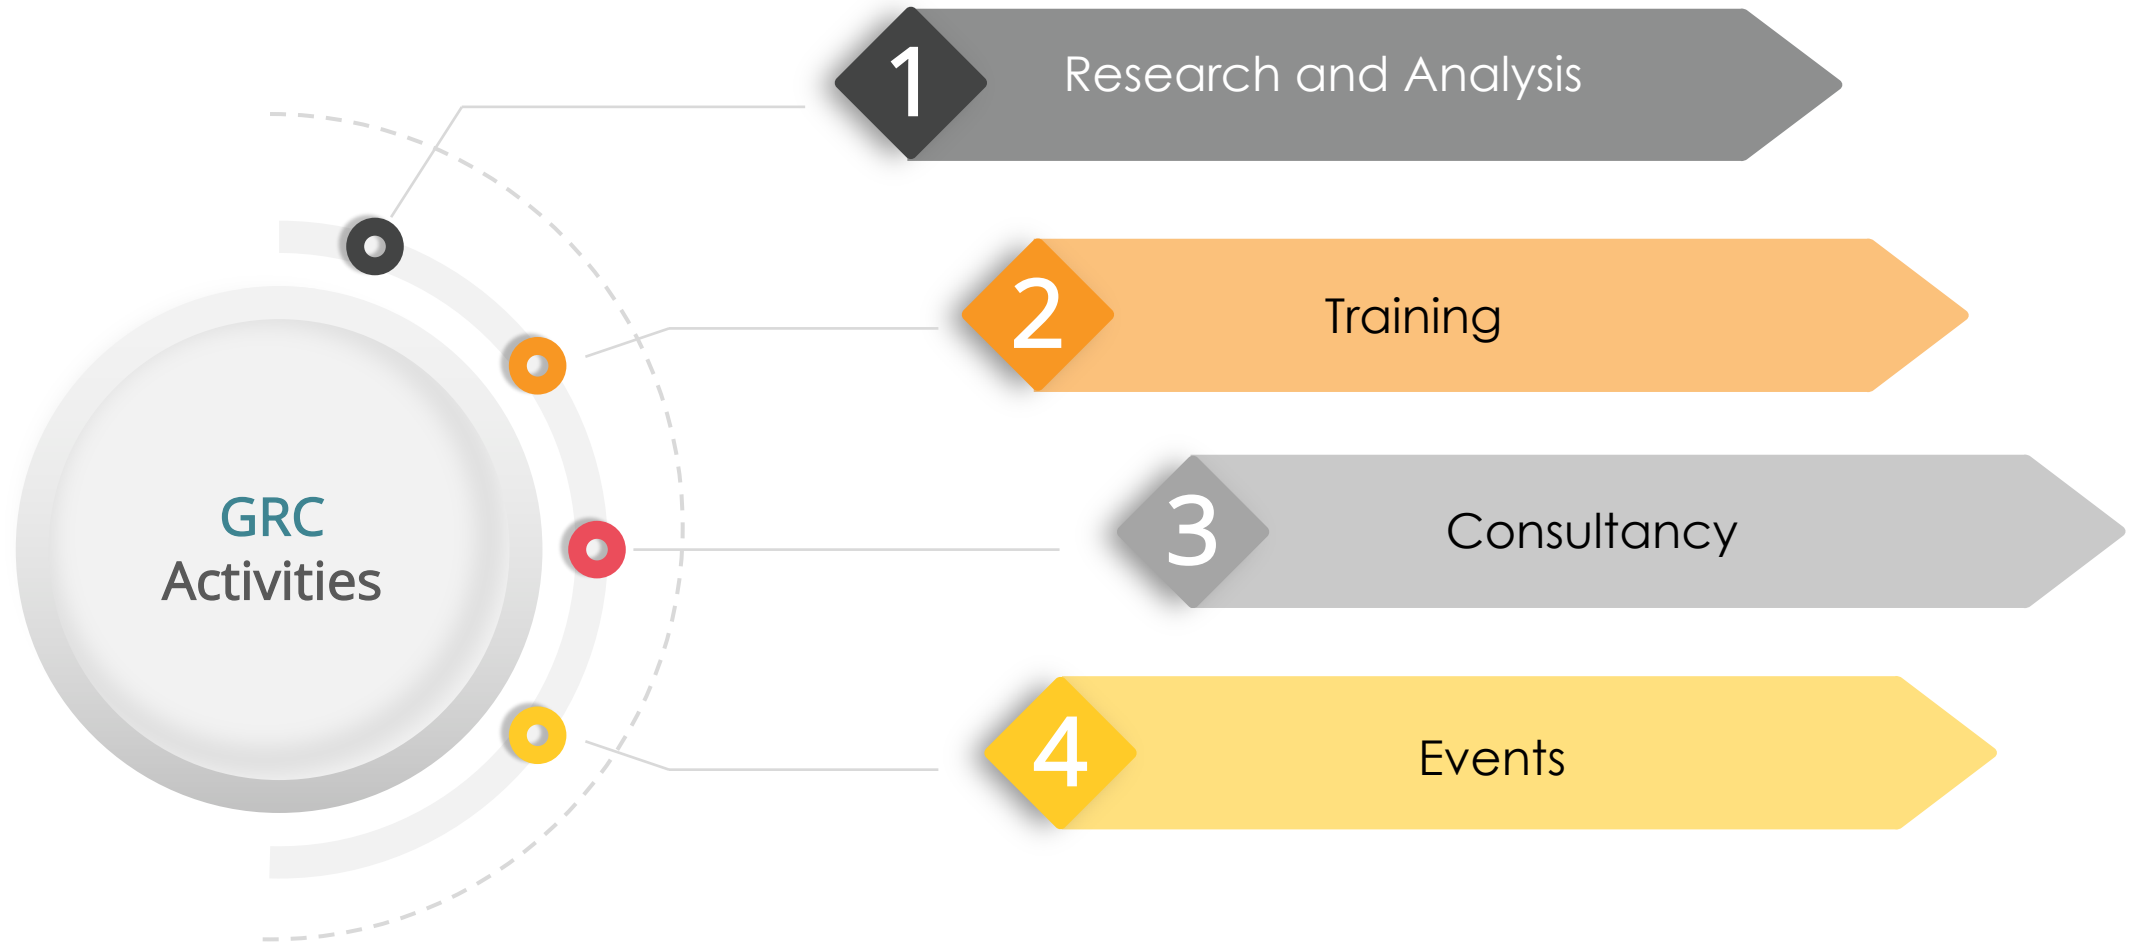 GRC
Activities
1
Research and Analysis
2
Training
3
Consultancy
4
Events